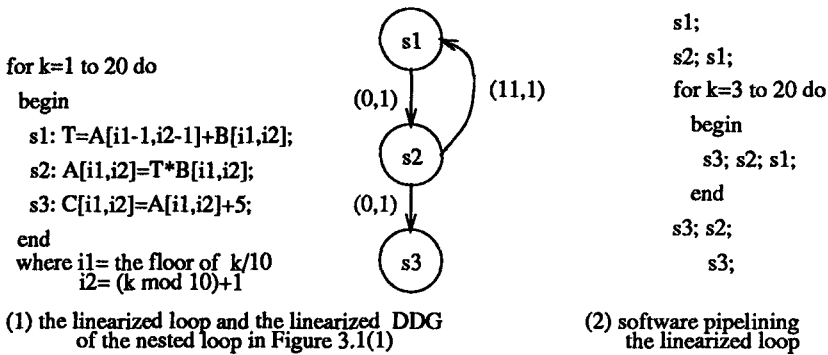 for k=1 to 20 do
begin
s1: T=A[i1-1,i2-1]+B[i1,i2];
s2: A[i1,i2]=T*B[i1,i2];
s3: C[i1,i2]=A[i1,i2]+5;
end
where i1= the floor of k/10
i2= (k mod 10)+1
s1
(0,1)
(11,1)
s2
(0,1)
s3
(1) the linearized loop and the linearized DDG
of the nested loop in Figure 3.1(1)
s1;
s2; s1;
for k=3 to 20 do
begin
s3; s2; s1;
end
s3; s2;
s3;
(2) software pipelining
the linearized loop